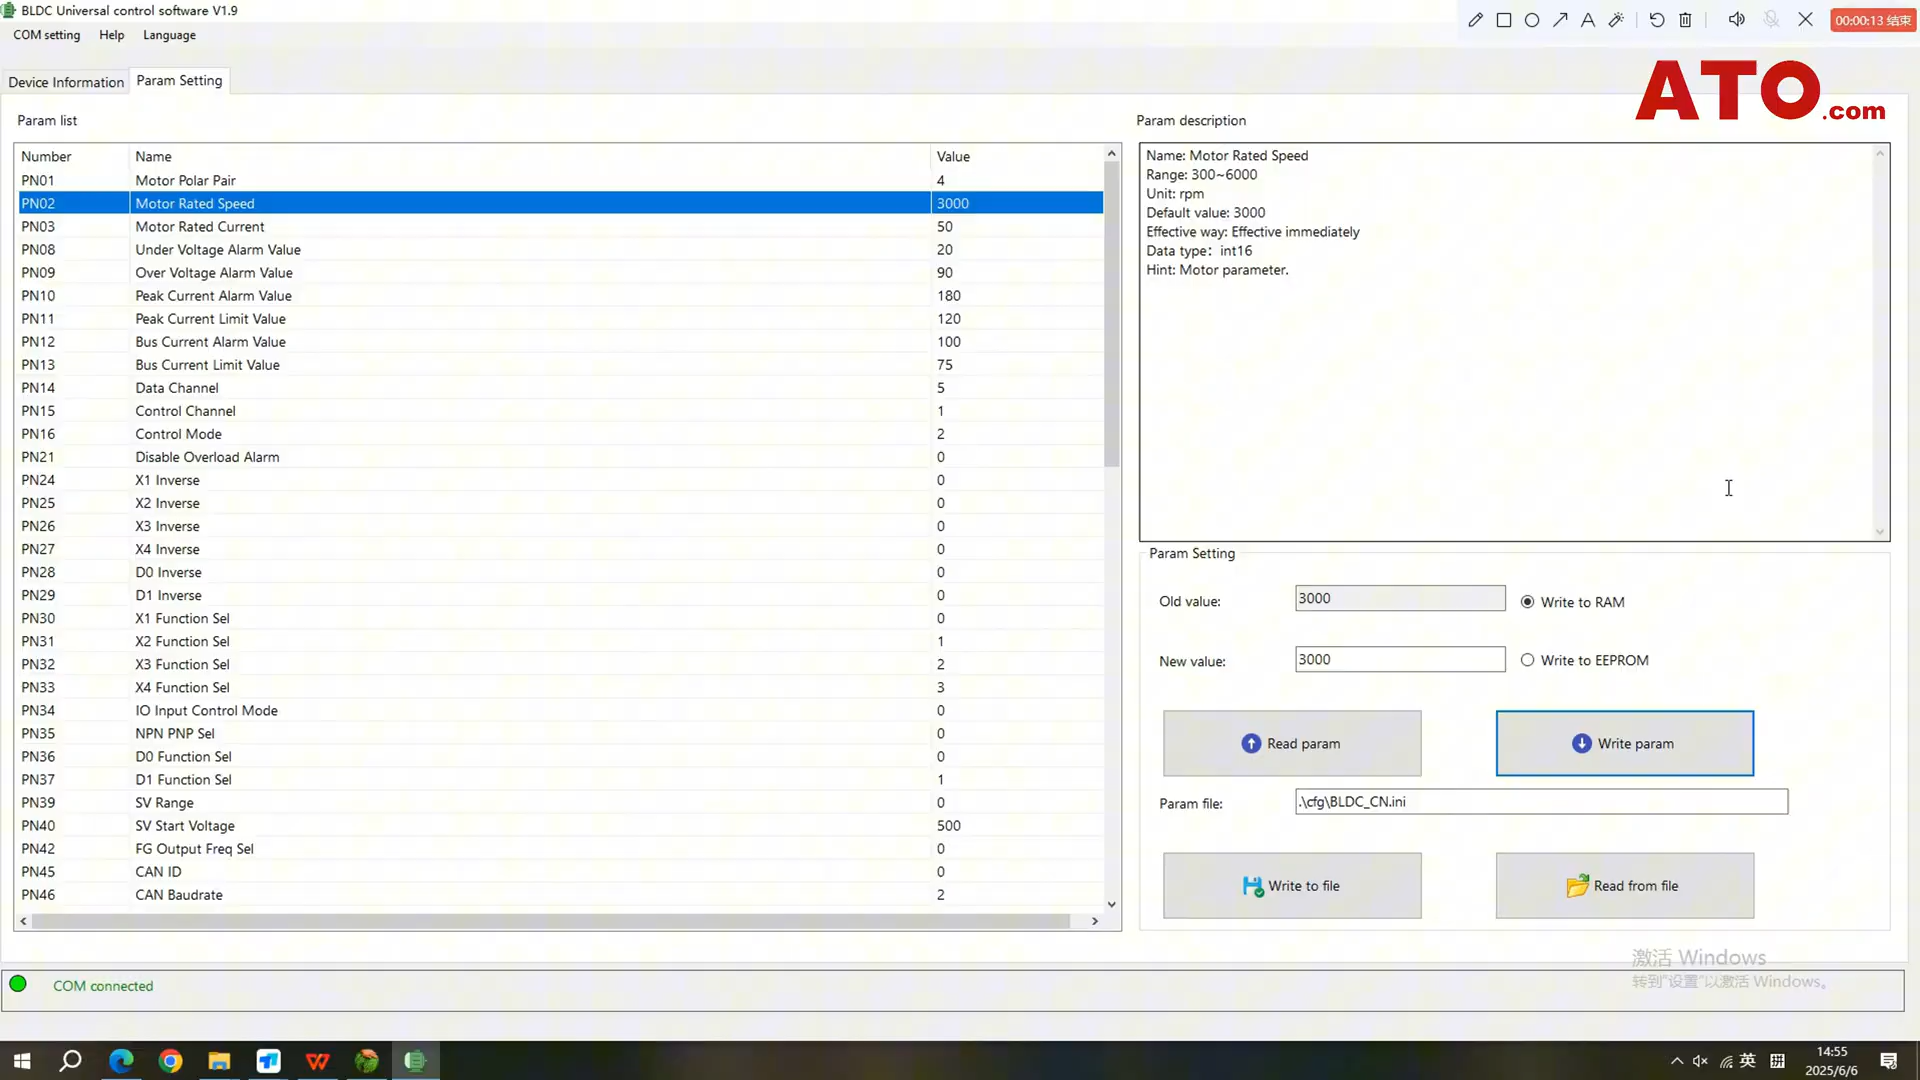 BLDC Universal control software V1.9
00:00:13 结束
COM setting Help Language
ATO.com
Device Information Param Setting
Param list
Number Name Value
PN01 Motor Polar Pair 4
PN02 Motor Rated Speed 3000
PN03 Motor Rated Current 50
PN08 Under Voltage Alarm Value 20
PN09 Over Voltage Alarm Value 90
PN10 Peak Current Alarm Value 180
PN11 Peak Current Limit Value 120
PN12 Bus Current Alarm Value 100
PN13 Bus Current Limit Value 75
PN14 Data Channel 5
PN15 Control Channel 1
PN16 Control Mode 2
PN21 Disable Overload Alarm 0
PN24 X1 Inverse 0
PN25 X2 Inverse 0
PN26 X3 Inverse 0
PN27 X4 Inverse 0
PN28 D0 Inverse 0
PN29 D1 Inverse 0
PN30 X1 Function Sel 0
PN31 X2 Function Sel 1
PN32 X3 Function Sel 2
PN33 X4 Function Sel 3
PN34 IO Input Control Mode 0
PN35 NPN PNP Sel 0
PN36 D0 Function Sel 0
PN37 D1 Function Sel 1
PN39 SV Range 0
PN40 SV Start Voltage 500
PN42 FG Output Freq Sel 0
PN45 CAN ID 0
PN46 CAN Baudrate 2
Param description
Name: Motor Rated Speed
Range: 300~6000
Unit: rpm
Default value: 3000
Effective way: Effective immediately
Data type：int16
Hint: Motor parameter.
Param Setting
Old value: 3000 Write to RAM
New value: 3000 Write to EEPROM
Read param Write param
Param file: .\cfg\BLDC_CN.ini
Write to file Read from file
激活 Windows
转到"设置"以激活 Windows。
COM connected
英 拼
14:55
2025/6/6